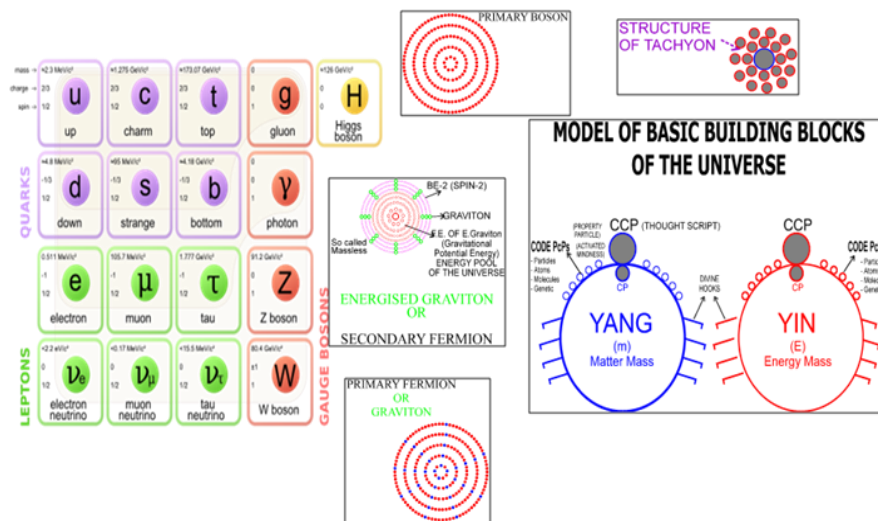 mass →
charge →
spin →
≈2.3 MeV/c²
2/3
1/2
u
up
≈1.275 GeV/c²
2/3
1/2
c
charm
≈173.07 GeV/c²
2/3
1/2
t
top
0
0
1
g
gluon
≈126 GeV/c²
0
0
H
Higgs
boson
QUARKS
≈4.8 MeV/c²
-1/3
1/2
d
down
≈95 MeV/c²
-1/3
1/2
s
strange
≈4.18 GeV/c²
-1/3
1/2
b
bottom
0
0
1
γ
photon
0.511 MeV/c²
-1
1/2
e
electron
105.7 MeV/c²
-1
1/2
μ
muon
1.777 GeV/c²
-1
1/2
τ
tau
91.2 GeV/c²
0
1
Z
Z boson
GAUGE BOSONS
LEPTONS
<2.2 eV/c²
0
1/2
νe
electron
neutrino
<0.17 MeV/c²
0
1/2
νμ
muon
neutrino
<15.5 MeV/c²
0
1/2
ντ
tau
neutrino
80.4 GeV/c²
±1
1
W
W boson
PRIMARY BOSON
BE-2 (SPIN-2)
GRAVITON
So called
Massless
F.E. OF E.Graviton
(Gravitational
Potential Energy)
ENERGY POOL
OF THE UNIVERSE
ENERGISED GRAVITON
OR
SECONDARY FERMION
PRIMARY FERMION
OR
GRAVITON
STRUCTURE
OF TACHYON
MODEL OF BASIC BUILDING BLOCKS
OF THE UNIVERSE
CCP (THOUGHT SCRIPT)
(PROPERTY
PARTICLE)
(ACTIVATED
MINDNESS)
CODE PcPs
- Particles
- Atoms
- Molecules
- Genetic
CP
YANG
(m)
Matter Mass
DIVINE
HOOKS
CCP
CP
YIN
(E)
Energy Mass
CODE P
- Partic
- Atom
- Mole
- Gene